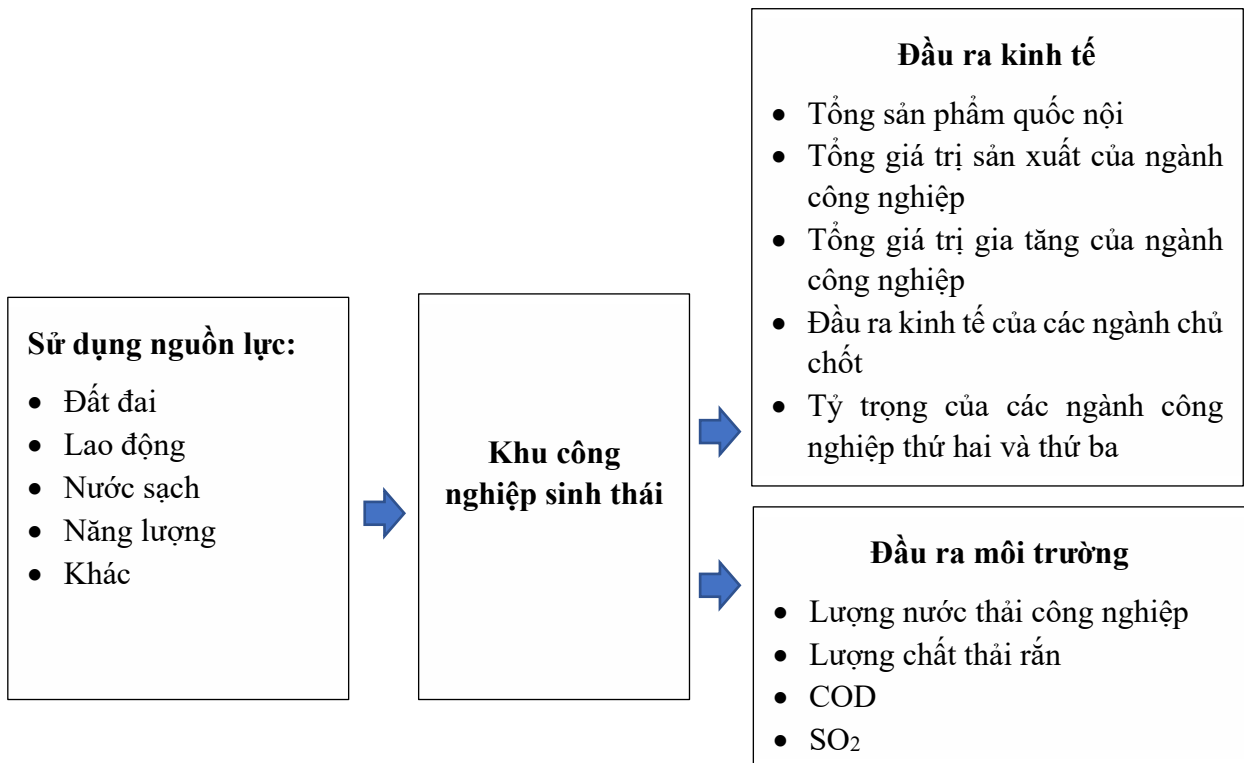 Sử dụng nguồn lực:
• Đất đai
• Lao động
• Nước sạch
• Năng lượng
• Khác
Khu công
nghiệp sinh thái
Đầu ra kinh tế
• Tổng sản phẩm quốc nội
• Tổng giá trị sản xuất của ngành
công nghiệp
• Tổng giá trị gia tăng của ngành
công nghiệp
• Đầu ra kinh tế của các ngành chủ
chốt
• Tỷ trọng của các ngành công
nghiệp thứ hai và thứ ba
Đầu ra môi trường
• Lượng nước thải công nghiệp
• Lượng chất thải rắn
• COD
• SO₂